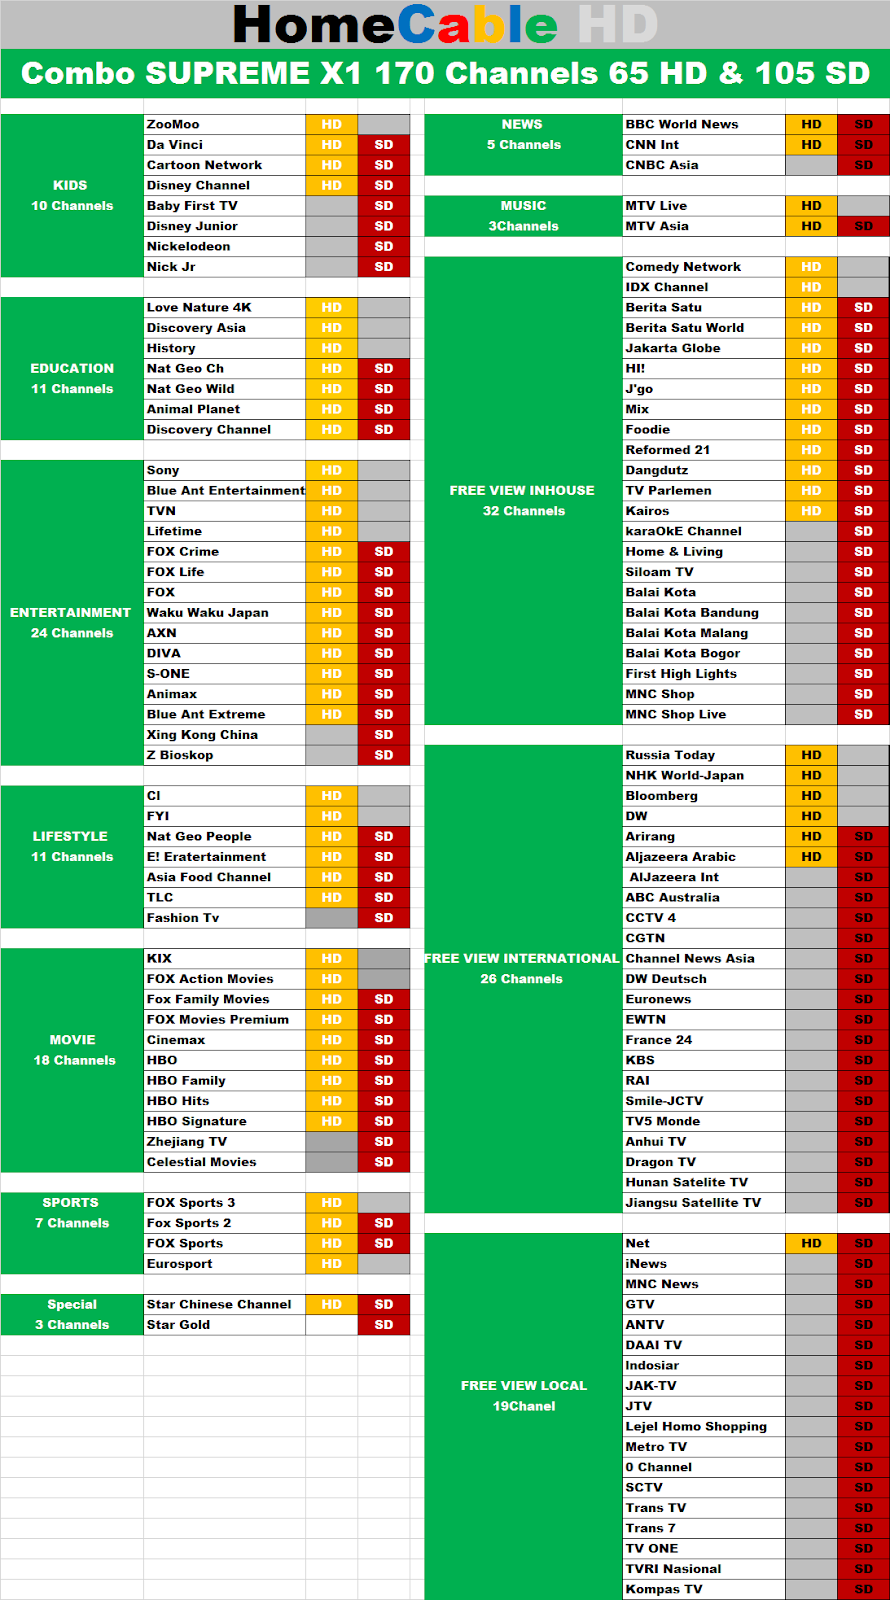 HomeCable HD
Combo SUPREME X1 170 Channels 65 HD & 105 SD
KIDS
10 Channels
ZooMoo HD
Da Vinci HD SD
Cartoon Network HD SD
Disney Channel HD SD
Baby First TV SD
Disney Junior SD
Nickelodeon SD
Nick Jr SD
EDUCATION
11 Channels
Love Nature 4K HD
Discovery Asia HD
History HD
Nat Geo Ch HD SD
Nat Geo Wild HD SD
Animal Planet HD SD
Discovery Channel HD SD
ENTERTAINMENT
24 Channels
Sony HD
Blue Ant Entertainment HD
TVN HD
Lifetime HD
FOX Crime HD SD
FOX Life HD SD
FOX HD SD
Waku Waku Japan HD SD
AXN HD SD
DIVA HD SD
S-ONE HD SD
Animax HD SD
Blue Ant Extreme HD SD
Xing Kong China SD
Z Bioskop SD
LIFESTYLE
11 Channels
CI HD
FYI HD
Nat Geo People HD SD
E! Eratertainment HD SD
Asia Food Channel HD SD
TLC HD SD
Fashion Tv SD
MOVIE
18 Channels
KIX HD
FOX Action Movies HD
Fox Family Movies HD SD
FOX Movies Premium HD SD
Cinemax HD SD
HBO HD SD
HBO Family HD SD
HBO Hits HD SD
HBO Signature HD SD
Zhejiang TV SD
Celestial Movies SD
SPORTS
7 Channels
FOX Sports 3 HD
Fox Sports 2 HD SD
FOX Sports HD SD
Eurosport HD
Special
3 Channels
Star Chinese Channel HD SD
Star Gold SD
NEWS
5 Channels
BBC World News HD SD
CNN Int HD SD
CNBC Asia SD
MUSIC
3Channels
MTV Live HD
MTV Asia HD SD
FREE VIEW INHOUSE
32 Channels
Comedy Network HD
IDX Channel HD
Berita Satu HD SD
Berita Satu World HD SD
Jakarta Globe HD SD
HI! HD SD
J'go HD SD
Mix HD SD
Foodie HD SD
Reformed 21 HD SD
Dangdutz HD SD
TV Parlemen HD SD
Kairos HD SD
karaOkE Channel SD
Home & Living SD
Siloam TV SD
Balai Kota SD
Balai Kota Bandung SD
Balai Kota Malang SD
Balai Kota Bogor SD
First High Lights SD
MNC Shop SD
MNC Shop Live SD
FREE VIEW INTERNATIONAL
26 Channels
Russia Today HD
NHK World-Japan HD
Bloomberg HD
DW HD
Arirang HD SD
Aljazeera Arabic HD SD
AlJazeera Int SD
ABC Australia SD
CCTV 4 SD
CGTN SD
Channel News Asia SD
DW Deutsch SD
Euronews SD
EWTN SD
France 24 SD
KBS SD
RAI SD
Smile-JCTV SD
TV5 Monde SD
Anhui TV SD
Dragon TV SD
Hunan Satelite TV SD
Jiangsu Satellite TV SD
FREE VIEW LOCAL
19Chanel
Net HD SD
iNews SD
MNC News SD
GTV SD
ANTV SD
DAAI TV SD
Indosiar SD
JAK-TV SD
JTV SD
Lejel Homo Shopping SD
Metro TV SD
0 Channel SD
SCTV SD
Trans TV SD
Trans 7 SD
TV ONE SD
TVRI Nasional SD
Kompas TV SD